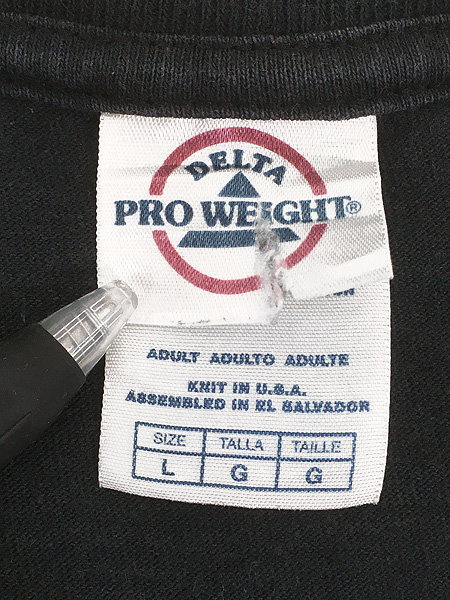 DELTA
PRO WEIGHT®
ADULT ADULTO ADULTE
KNIT IN U.S.A.
ASSEMBLED IN EL SALVADOR
SIZE TALLA TAILLE
L G G